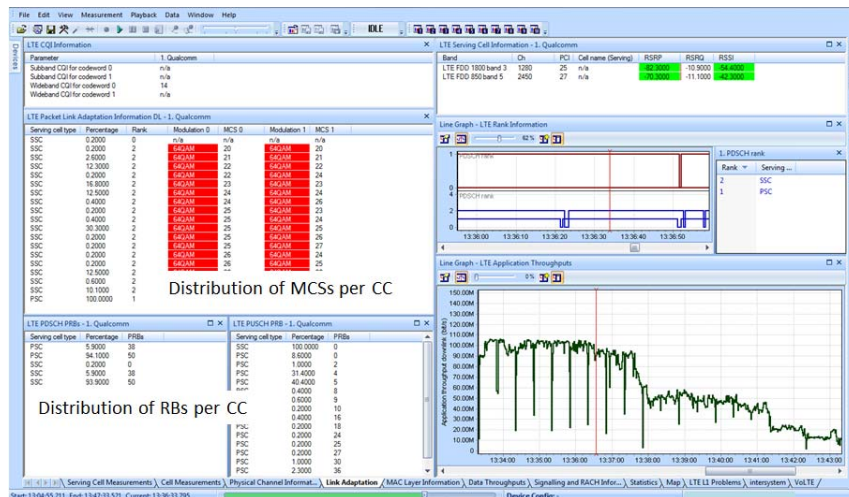 File Edit View Measurement Playback Data Window Help
IDLE
Devices
LTE CQI Information
Parameter 1. Qualcomm
Subband CQI for codeword 0 n/a
Subband CQI for codeword 1 n/a
Wideband CQI for codeword 0 14
Wideband CQI for codeword 1 n/a
LTE Packet Link Adaptation Information DL - 1. Qualcomm
Serving cell type Percentage Rank Modulation 0 MCS 0 Modulation 1 MCS 1
SSC 0.2000 0 n/a n/a n/a n/a
SSC 0.2000 2 64QAM 20 64QAM 20
SSC 2.6000 2 64QAM 21 64QAM 21
SSC 12.3000 2 64QAM 22 64QAM 22
SSC 0.2000 2 64QAM 22 64QAM 24
SSC 16.8000 2 64QAM 23 64QAM 23
SSC 12.5000 2 64QAM 24 64QAM 24
SSC 0.4000 2 64QAM 24 64QAM 26
SSC 0.2000 2 64QAM 25 64QAM 23
SSC 0.4000 2 64QAM 25 64QAM 24
SSC 30.3000 2 64QAM 25 64QAM 25
SSC 0.2000 2 64QAM 25 64QAM 26
SSC 0.2000 2 64QAM 25 64QAM 27
SSC 0.2000 2 64QAM 26 64QAM 24
SSC 0.2000 2 64QAM 26 64QAM 25
SSC 12.5000 2
SSC 0.6000 2
SSC 10.1000 2
PSC 100.0000 1
Distribution of MCSs per CC
LTE PDSCH PRBs - 1. Qualcomm
Serving cell type Percentage PRBs
PSC 5.9000 38
PSC 94.1000 50
SSC 0.2000 0
SSC 5.9000 38
SSC 93.9000 50
Distribution of RBs per CC
LTE PUSCH PRB - 1. Qualcomm
Serving cell type Percentage PRBs
SSC 100.0000 0
PSC 8.6000 0
PSC 1.0000 2
PSC 31.4000 4
PSC 40.4000 5
PSC 0.4000 8
PSC 0.6000 9
PSC 0.2000 10
PSC 0.4000 16
PSC 0.2000 18
PSC 0.2000 24
PSC 0.2000 25
PSC 0.2000 27
PSC 1.0000 30
PSC 2.3000 36
LTE Serving Cell Information - 1. Qualcomm
Band Ch PCI Cell name (Serving) RSRP RSRQ RSSI
LTE FDD 1800 band 3 1280 25 n/a -82.3000 -10.9000 -54.4000
LTE FDD 850 band 5 2450 27 n/a -70.3000 -11.1000 -42.3000
Line Graph - LTE Rank Information
62%
1
PDSCH rank
0
4
PDSCH rank
2
0
13:36:00 13:36:10 13:36:20 13:36:30 13:36:40 13:36:50
1. PDSCH rank
Rank Serving ...
2 SSC
1 PSC
Line Graph - LTE Application Throughputs
0%
Application throughput downlink (bit/s)
150.00M
140.00M
130.00M
120.00M
110.00M
100.00M
90.00M
80.00M
70.00M
60.00M
50.00M
40.00M
30.00M
20.00M
10.00M
0.00
13:34:00 13:35:00 13:36:00 13:37:00 13:38:00 13:39:00 13:40:00 13:41:00 13:42:00 13:43:00
Serving Cell Measurements Cell Measurements Physical Channel Informat... Link Adaptation MAC Layer Information Data Throughputs Signalling and RACH Infor... Statistics Map LTE L1 Problems intersystem VoLTE
Start: 13:04:55.211 End: 13:47:33.521 Current: 13:36:33.795 Device Config: -